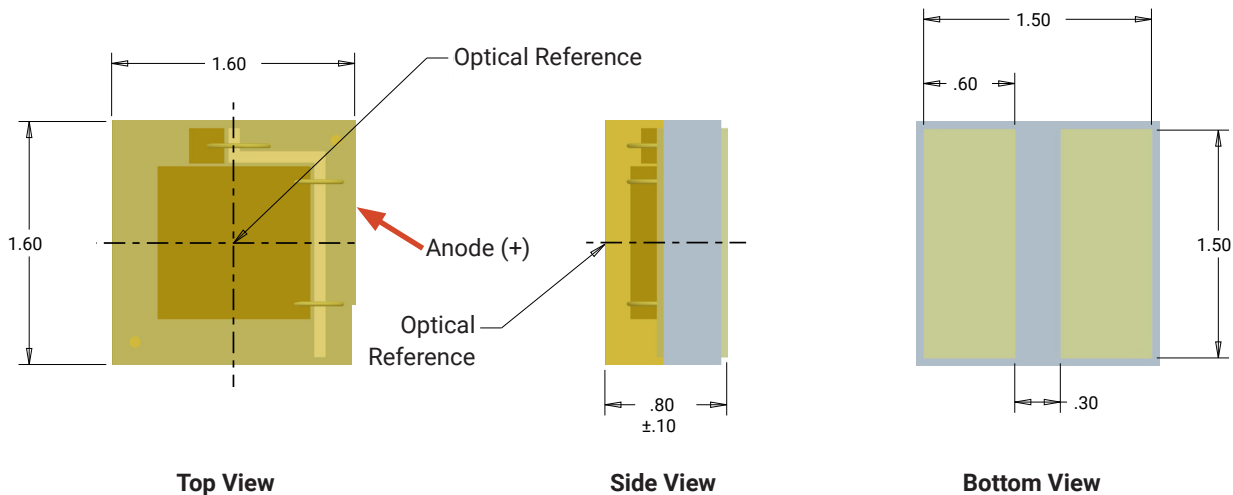 1.60
Optical Reference
1.60
Anode (+)
Top View
Optical
Reference
.80
±.10
Side View
1.50
.60
1.50
.30
Bottom View